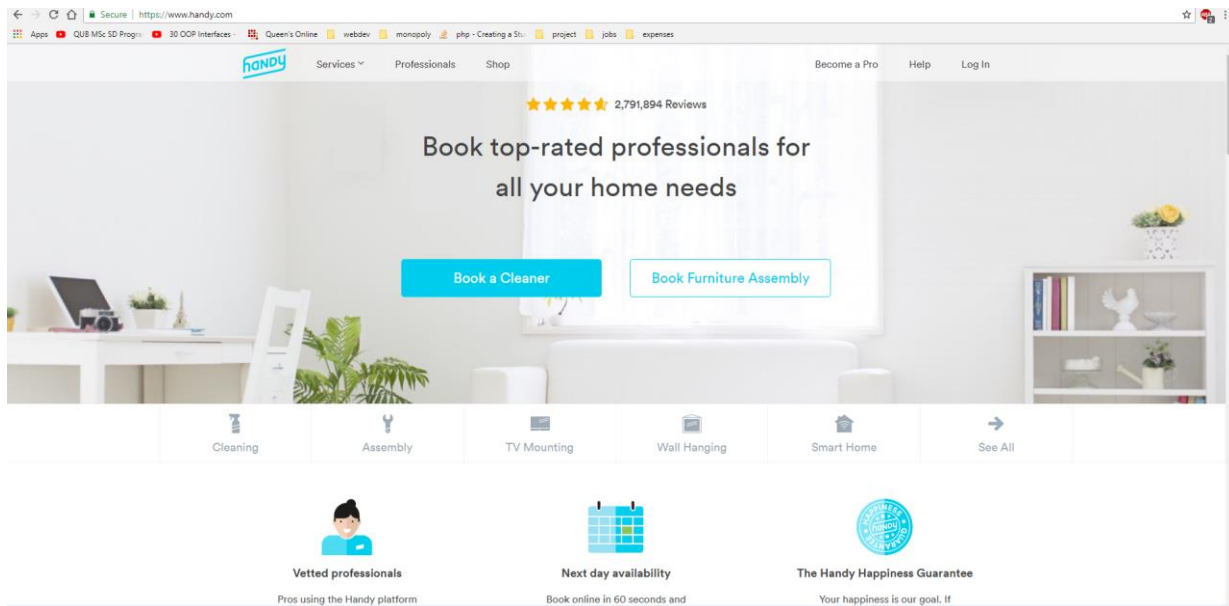 Secure | https://www.handy.com
Apps QUB MSc SD Progra 30 OOP Interfaces - Queen's Online webdev monopoly php - Creating a Stu project jobs expenses
handy Services Professionals Shop Become a Pro Help Log In
2,791,894 Reviews
Book top-rated professionals for
all your home needs
Book a Cleaner Book Furniture Assembly
Cleaning Assembly TV Mounting Wall Hanging Smart Home See All
HAPPINESS
HANDY
GUARANTEE
Vetted professionals Next day availability The Handy Happiness Guarantee
Pros using the Handy platform Book online in 60 seconds and Your happiness is our goal. If